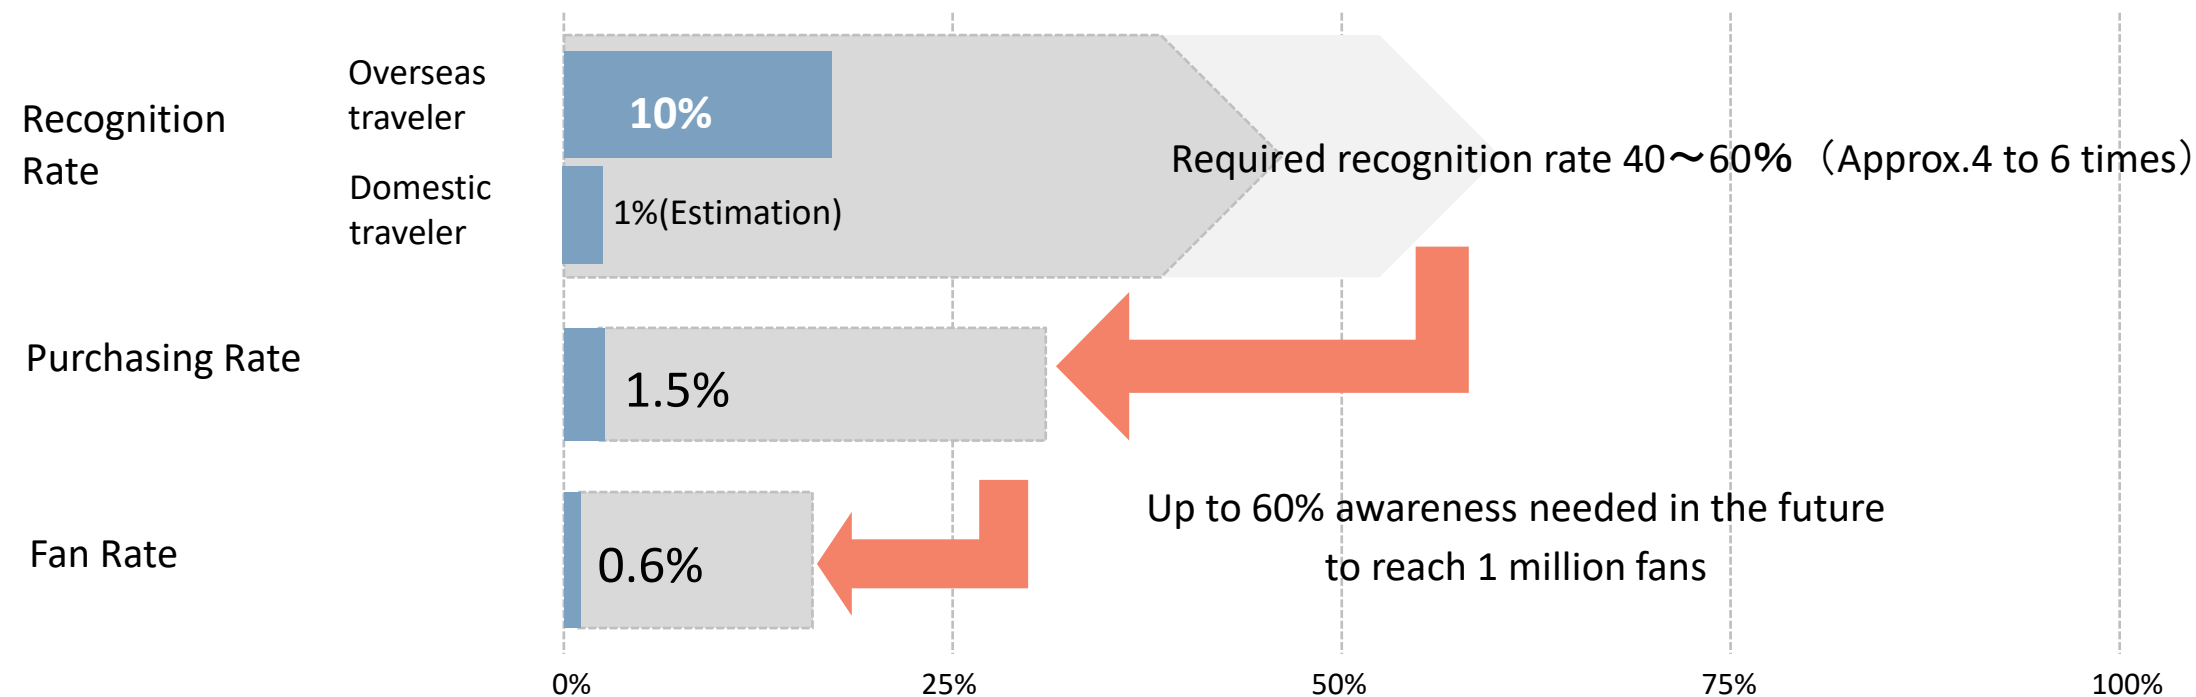 Recognition
Rate
Overseas
traveler
10%
Domestic
traveler
1%(Estimation)
Required recognition rate 40～60%（Approx.4 to 6 times）
Purchasing Rate
1.5%
Fan Rate
0.6%
Up to 60% awareness needed in the future
to reach 1 million fans
0%
25%
50%
75%
100%